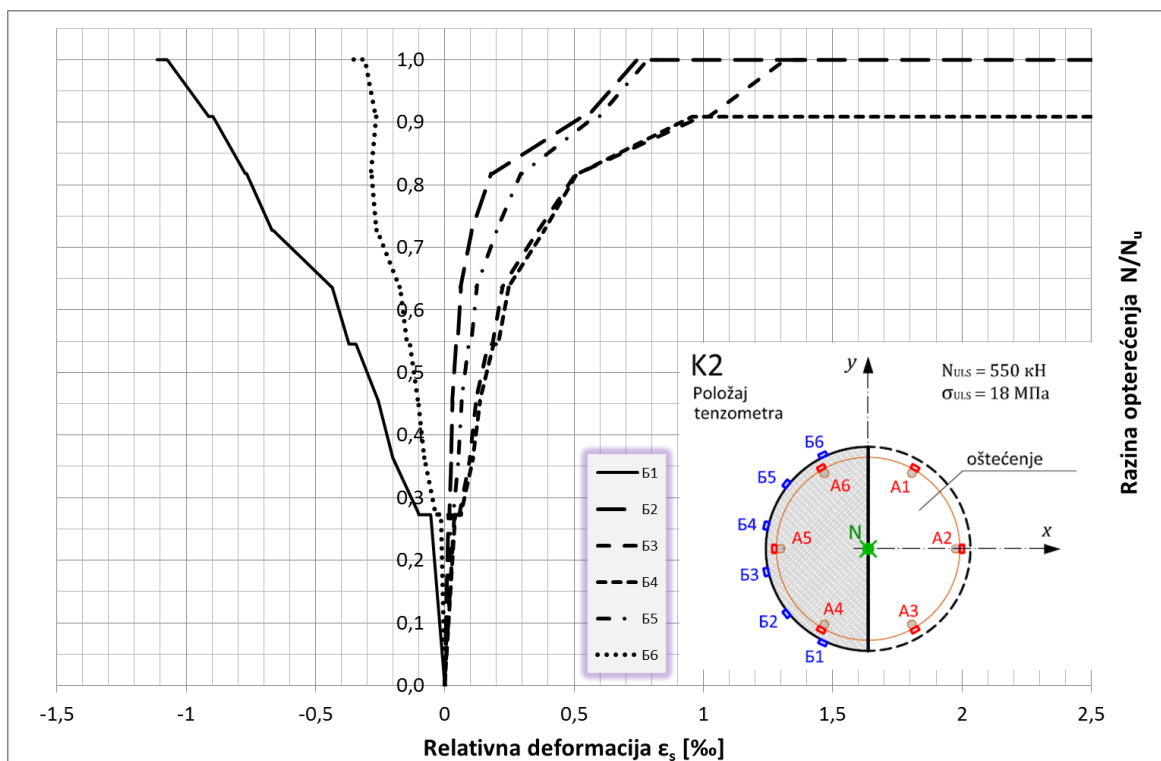 -1,5
-1
-0,5
0
0,5
1
1,5
2
2,5
0,0
0,1
0,2
0,3
0,4
0,5
0,6
0,7
0,8
0,9
1,0
Relativna deformacija εs [‰]
Razina opterećenja N/Nu
Б1
Б2
Б3
Б4
Б5
Б6
K2
Položaj
tenzometra
y
NULS = 550 кН
σULS = 18 МПа
oštećenje
x
N
Б6
Б5
Б4
Б3
Б2
Б1
A6
A1
A5
A2
A4
A3